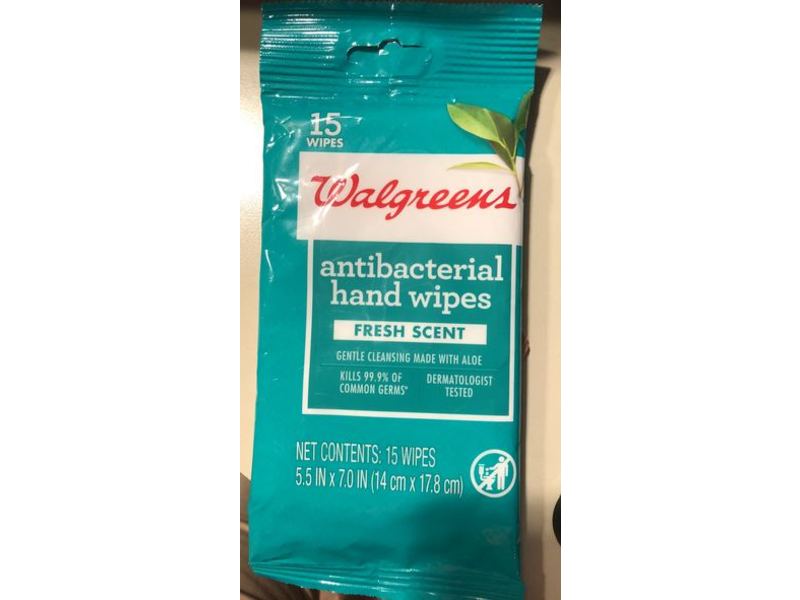 15
WIPES
Walgreens
antibacterial
hand wipes
FRESH SCENT
GENTLE CLEANSING MADE WITH ALOE
KILLS 99.9% OF
COMMON GERMS*
DERMATOLOGIST
TESTED
NET CONTENTS: 15 WIPES
5.5 IN x 7.0 IN (14 cm x 17.8 cm)